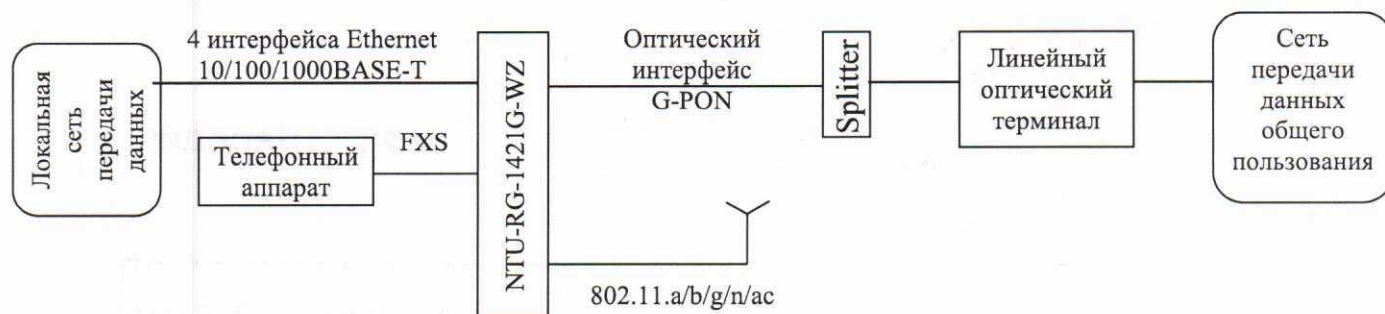 Локальная
сеть
передачи
данных
4 интерфейса Ethernet
10/100/1000BASE-T
Телефонный
аппарат
FXS
NTU-RG-1421G-WZ
Оптический
интерфейс
G-PON
802.11.a/b/g/n/ac
Splitter
Линейный
оптический
терминал
Сеть
передачи
данных
общего
пользования